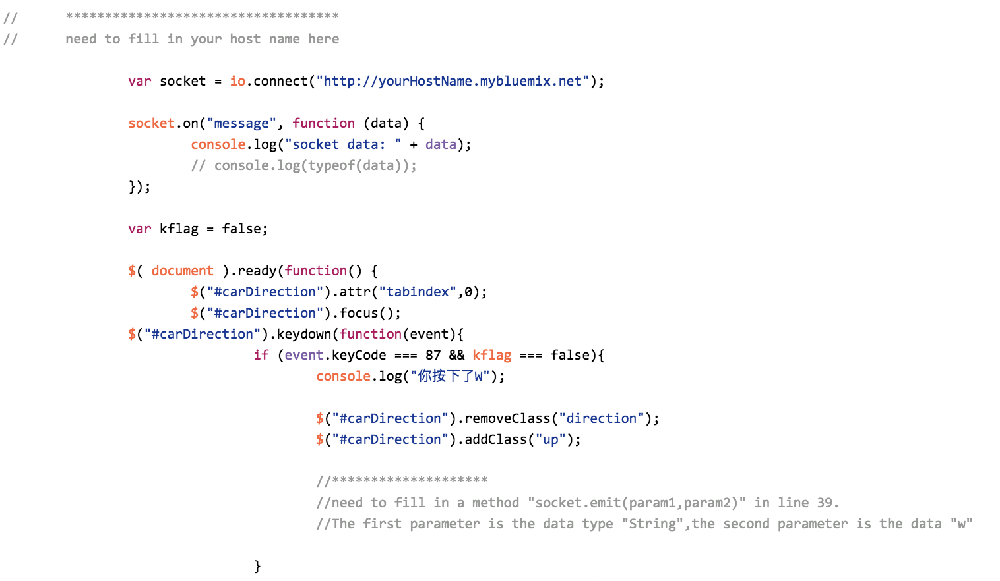 // ***********************************
// need to fill in your host name here
var socket = io.connect("http://yourHostName.mybluemix.net");
socket.on("message", function (data) {
console.log("socket data: " + data);
// console.log(typeof(data));
});
var kflag = false;
$( document ).ready(function() {
$("#carDirection").attr("tabindex",0);
$("#carDirection").focus();
$("#carDirection").keydown(function(event){
if (event.keyCode === 87 && kflag === false){
console.log("你按下了W");
$("#carDirection").removeClass("direction");
$("#carDirection").addClass("up");
//********************
//need to fill in a method "socket.emit(param1,param2)" in line 39.
//The first parameter is the data type "String",the second parameter is the data "w"
}